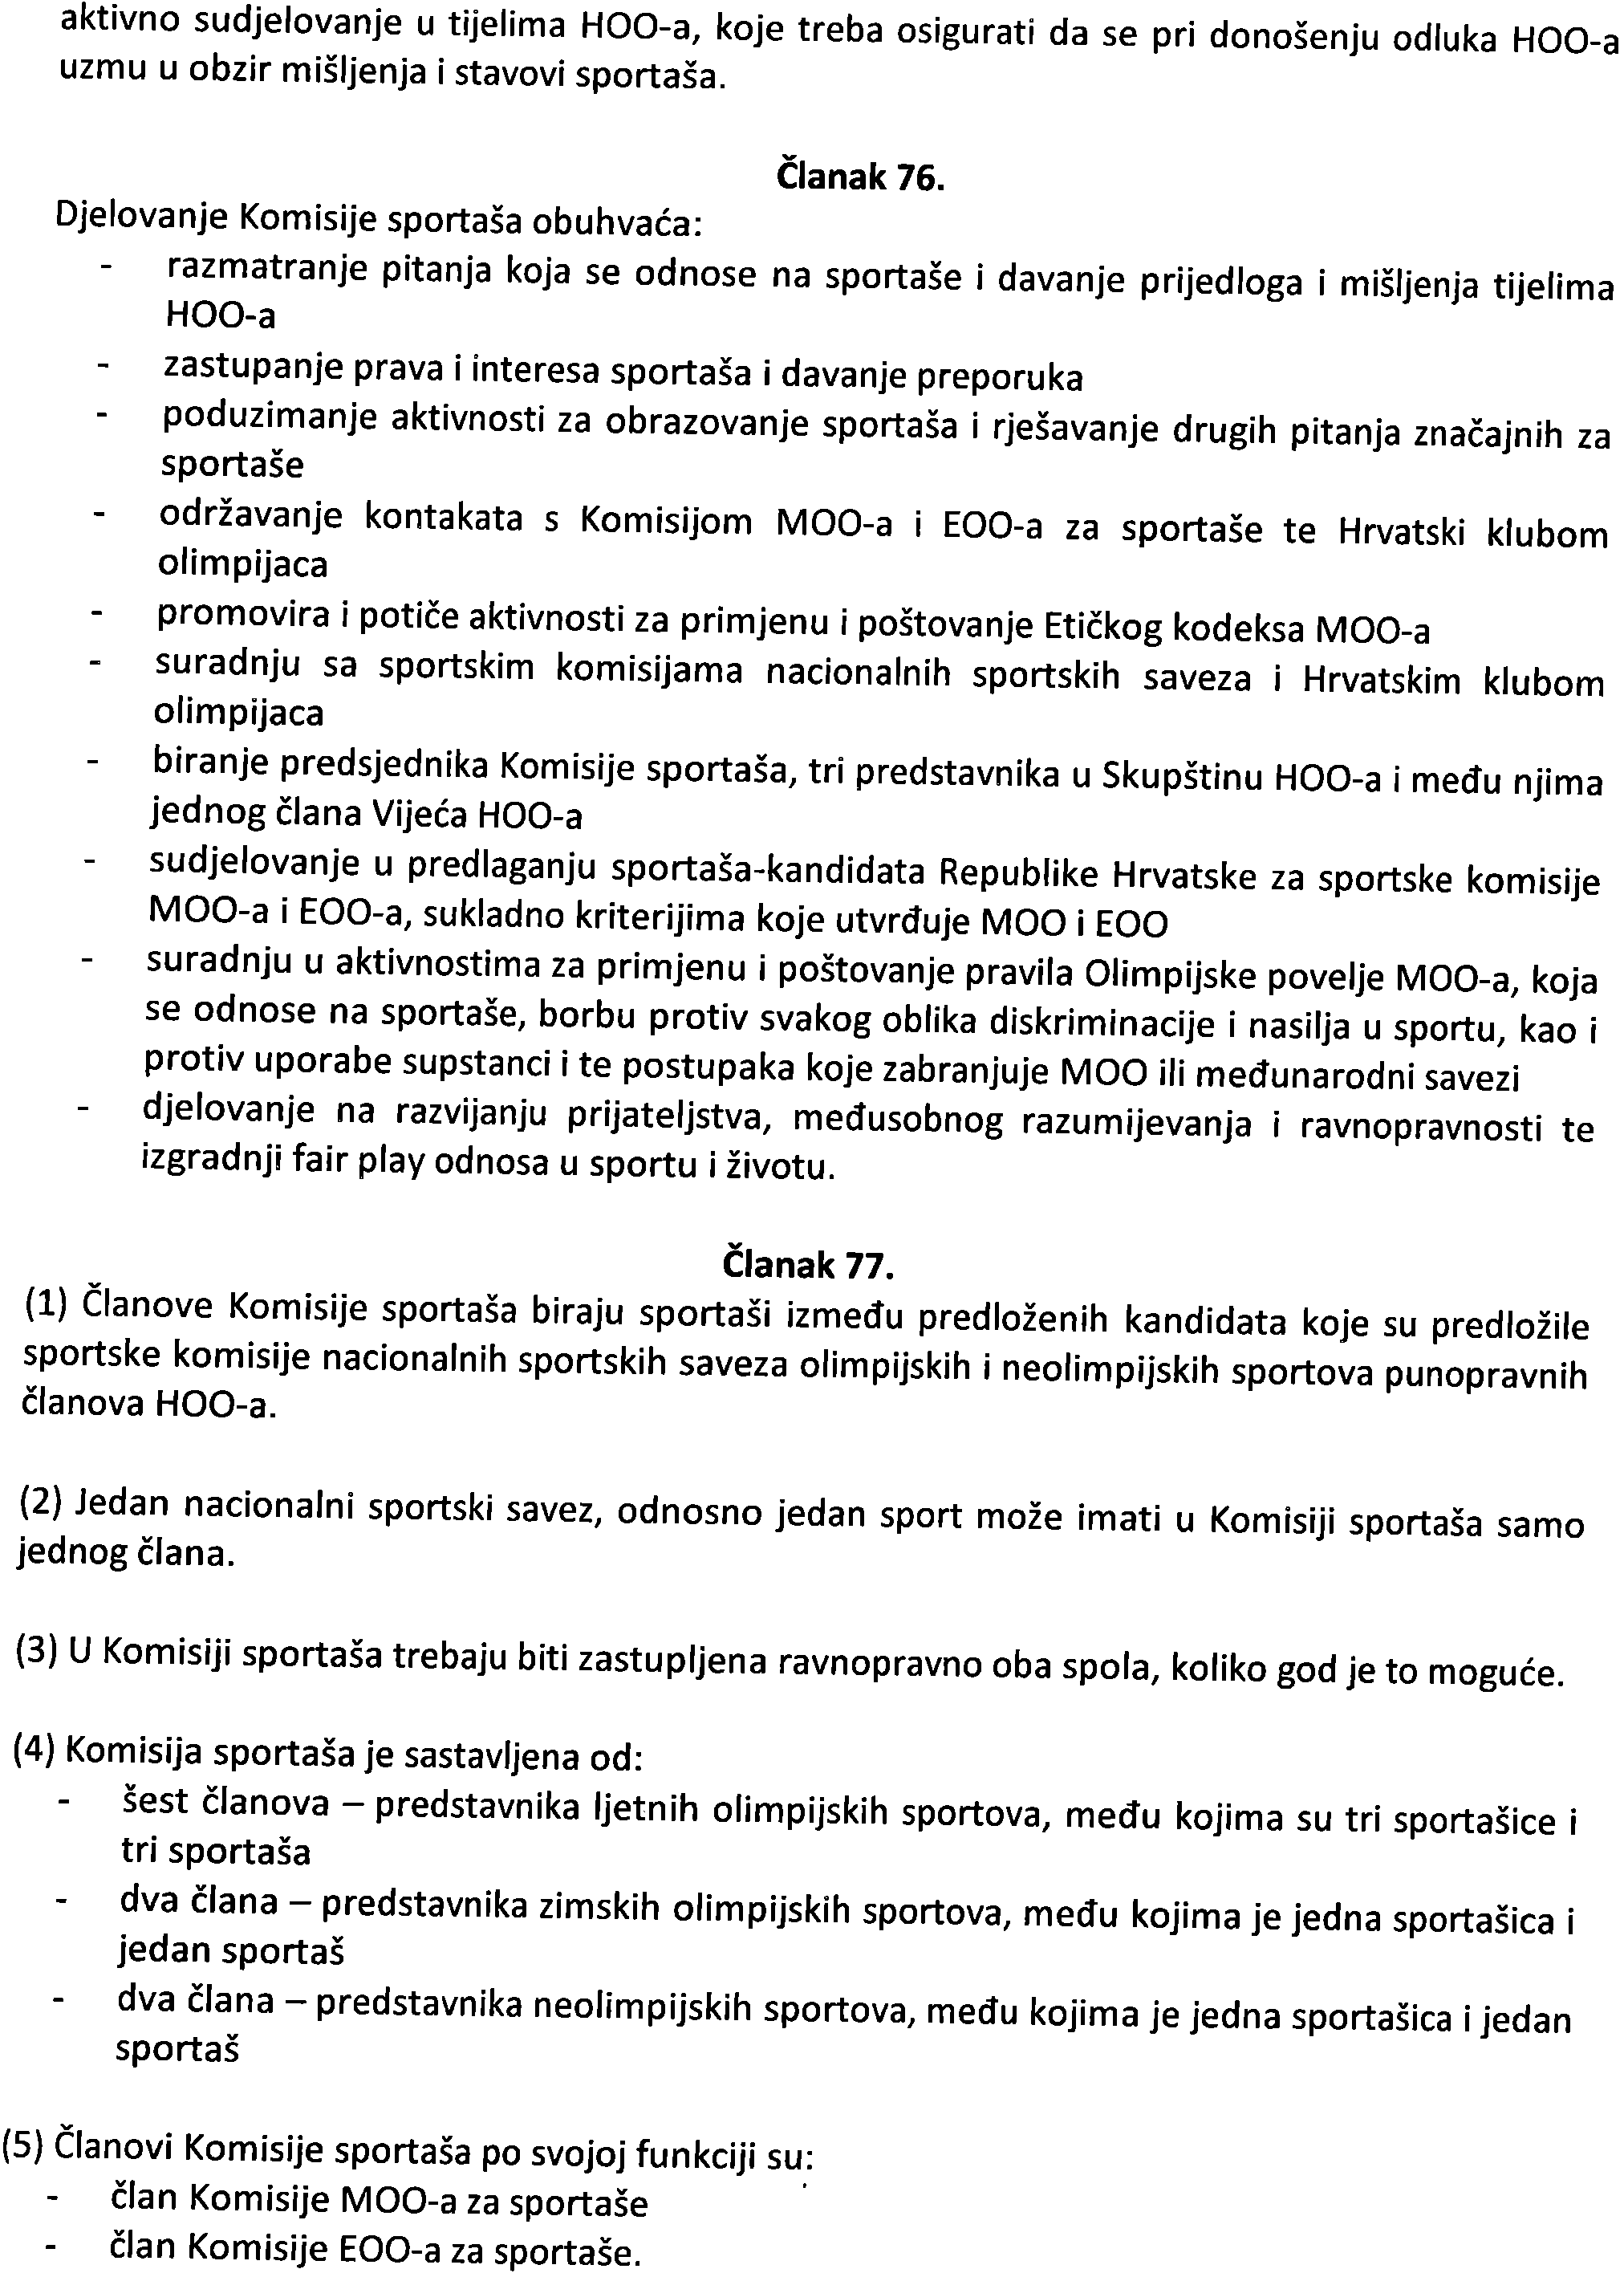 aktivno sudjelovanje u tijelima HOO-a, koje treba osigurati da se pri donošenju odluka HOO-a
uzmu u obzir mišljenja i stavovi sportaša.
Članak 76.
Djelovanje Komisije sportaša obuhvaća:
- razmatranje pitanja koja se odnose na sportaše i davanje prijedloga i mišljenja tijelima
HOO-a
- zastupanje prava i interesa sportaša i davanje preporuka
- poduzimanje aktivnosti za obrazovanje sportaša i rješavanje drugih pitanja značajnih za
sportaše
- održavanje kontakata s Komisijom MOO-a i EOO-a za sportaše te Hrvatski klubom
olimpijaca
- promovira i potiče aktivnosti za primjenu i poštovanje Etičkog kodeksa MOO-a
- suradnju sa sportskim komisijama nacionalnih sportskih saveza i Hrvatskim klubom
olimpijaca
- biranje predsjednika Komisije sportaša, tri predstavnika u Skupštinu HOO-a i među njima
jednog člana Vijeća HOO-a
- sudjelovanje u predlaganju sportaša-kandidata Republike Hrvatske za sportske komisije
MOO-a i EOO-a, sukladno kriterijima koje utvrđuje MOO i EOO
- suradnju u aktivnostima za primjenu i poštovanje pravila Olimpijske povelje MOO-a, koja
se odnose na sportaše, borbu protiv svakog oblika diskriminacije i nasilja u sportu, kao i
protiv uporabe supstanci i te postupaka koje zabranjuje MOO ili međunarodni savezi
- djelovanje na razvijanju prijateljstva, međusobnog razumijevanja i ravnopravnosti te
izgradnji fair play odnosa u sportu i životu.
Članak 77.
(1) Članove Komisije sportaša biraju sportaši između predloženih kandidata koje su predložile
sportske komisije nacionalnih sportskih saveza olimpijskih i neolimpijskih sportova punopravnih
članova HOO-a.
(2) Jedan nacionalni sportski savez, odnosno jedan sport može imati u Komisiji sportaša samo
jednog člana.
(3) U Komisiji sportaša trebaju biti zastupljena ravnopravno oba spola, koliko god je to moguće.
(4) Komisija sportaša je sastavljena od:
- šest članova – predstavnika ljetnih olimpijskih sportova, među kojima su tri sportašice i
tri sportaša
- dva člana – predstavnika zimskih olimpijskih sportova, među kojima je jedna sportašica i
jedan sportaš
- dva člana – predstavnika neolimpijskih sportova, među kojima je jedna sportašica i jedan
sportaš
(5) Članovi Komisije sportaša po svojoj funkciji su:
- član Komisije MOO-a za sportaše
- član Komisije EOO-a za sportaše.